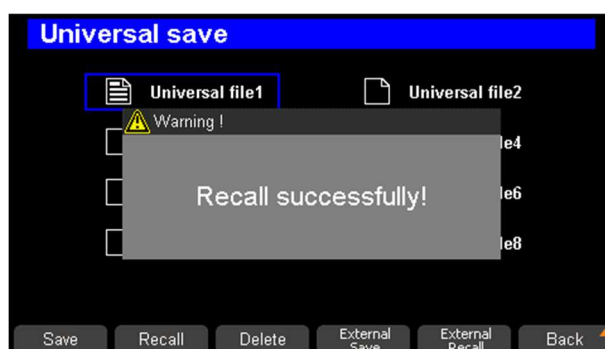 Universal save
Universal file1
Universal file2
Warning !
le4
Recall successfully!
le6
le8
Save
Recall
Delete
External
Save
External
Recall
Back